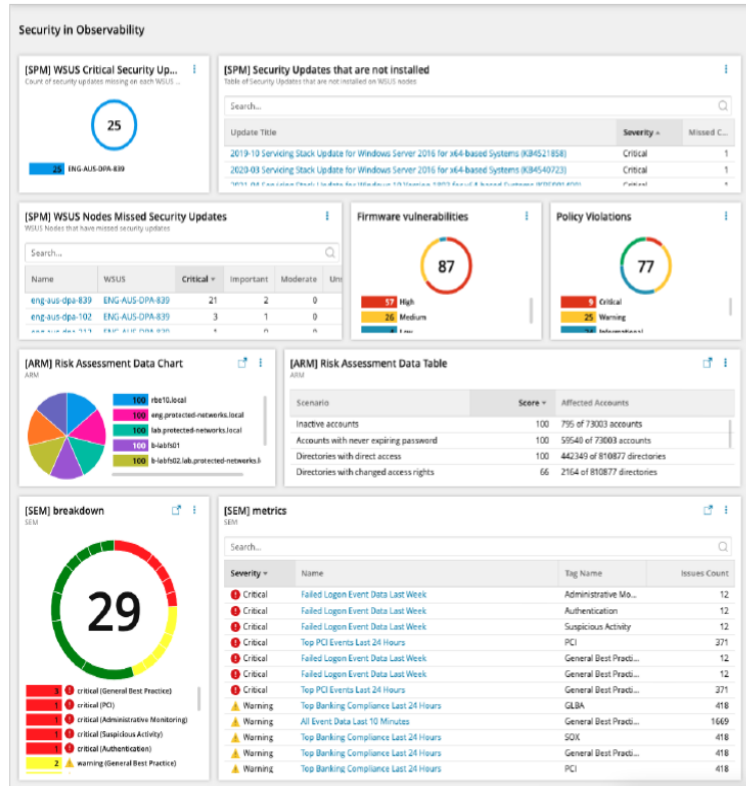 Security in Observability
[SPM] WSUS Critical Security Up...
Count of security updates missing on each WSUS ...
25
25 ENG-AUS-DPA-839
[SPM] Security Updates that are not installed
Table of Security Updates that are not installed on WSUS nodes
Search...
Update Title Severity Missed C...
2019-10 Servicing Stack Update for Windows Server 2016 for x64-based Systems (KB4521858) Critical 1
2020-03 Servicing Stack Update for Windows Server 2016 for x64-based Systems (KB4540723) Critical 1
Critical 1
[SPM] WSUS Nodes Missed Security Updates
WSUS Nodes that have missed security updates
Search...
Name WSUS Critical Important Moderate Un
eng-aus-dpa-839 ENG-AUS-DPA-839 21 2 0
eng-aus-dpa-102 ENG-AUS-DPA-839 3 1 0
ENG-AUS-DPA-839 1 0 0
Firmware vulnerabilities
87
57 High
26 Medium
4 Low
Policy Violations
77
9 Critical
25 Warning
24 Informational
[ARM] Risk Assessment Data Chart
ARM
100 rbe10.local
100 eng.protected-networks.local
100 lab.protected-networks.local
100 b-labfs01
100 b-labfs02.lab.protected-networks.l
[ARM] Risk Assessment Data Table
ARM
Scenario Score Affected Accounts
Inactive accounts 100 795 of 73003 accounts
Accounts with never expiring password 100 59540 of 73003 accounts
Directories with direct access 100 442349 of 810877 directories
Directories with changed access rights 66 2164 of 810877 directories
[SEM] breakdown
SEM
29
3 critical (General Best Practice)
1 critical (PCI)
1 critical (Administrative Monitoring)
1 critical (Suspicious Activity)
1 critical (Authentication)
2 warning (General Best Practice)
[SEM] metrics
SEM
Search...
Severity Name Tag Name Issues Count
Critical Failed Logon Event Data Last Week Administrative Mo... 12
Critical Failed Logon Event Data Last Week Authentication 12
Critical Failed Logon Event Data Last Week Suspicious Activity 12
Critical Top PCI Events Last 24 Hours PCI 371
Critical Failed Logon Event Data Last Week General Best Practi... 12
Critical Top PCI Events Last 24 Hours General Best Practi... 371
Warning Top Banking Compliance Last 24 Hours GLBA 418
Warning All Event Data Last 10 Minutes General Best Practi... 1669
Warning Top Banking Compliance Last 24 Hours SOX 418
Warning Top Banking Compliance Last 24 Hours General Best Practi... 418
Warning Top Banking Compliance Last 24 Hours PCI 418